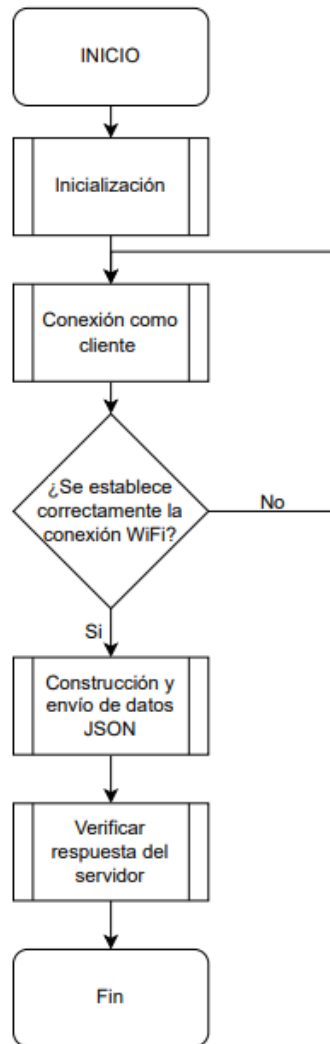 INICIO
Inicialización
Conexión como
cliente
¿Se establece
correctamente la
conexión WiFi?
No
Si
Construcción y
envío de datos
JSON
Verificar
respuesta del
servidor
Fin